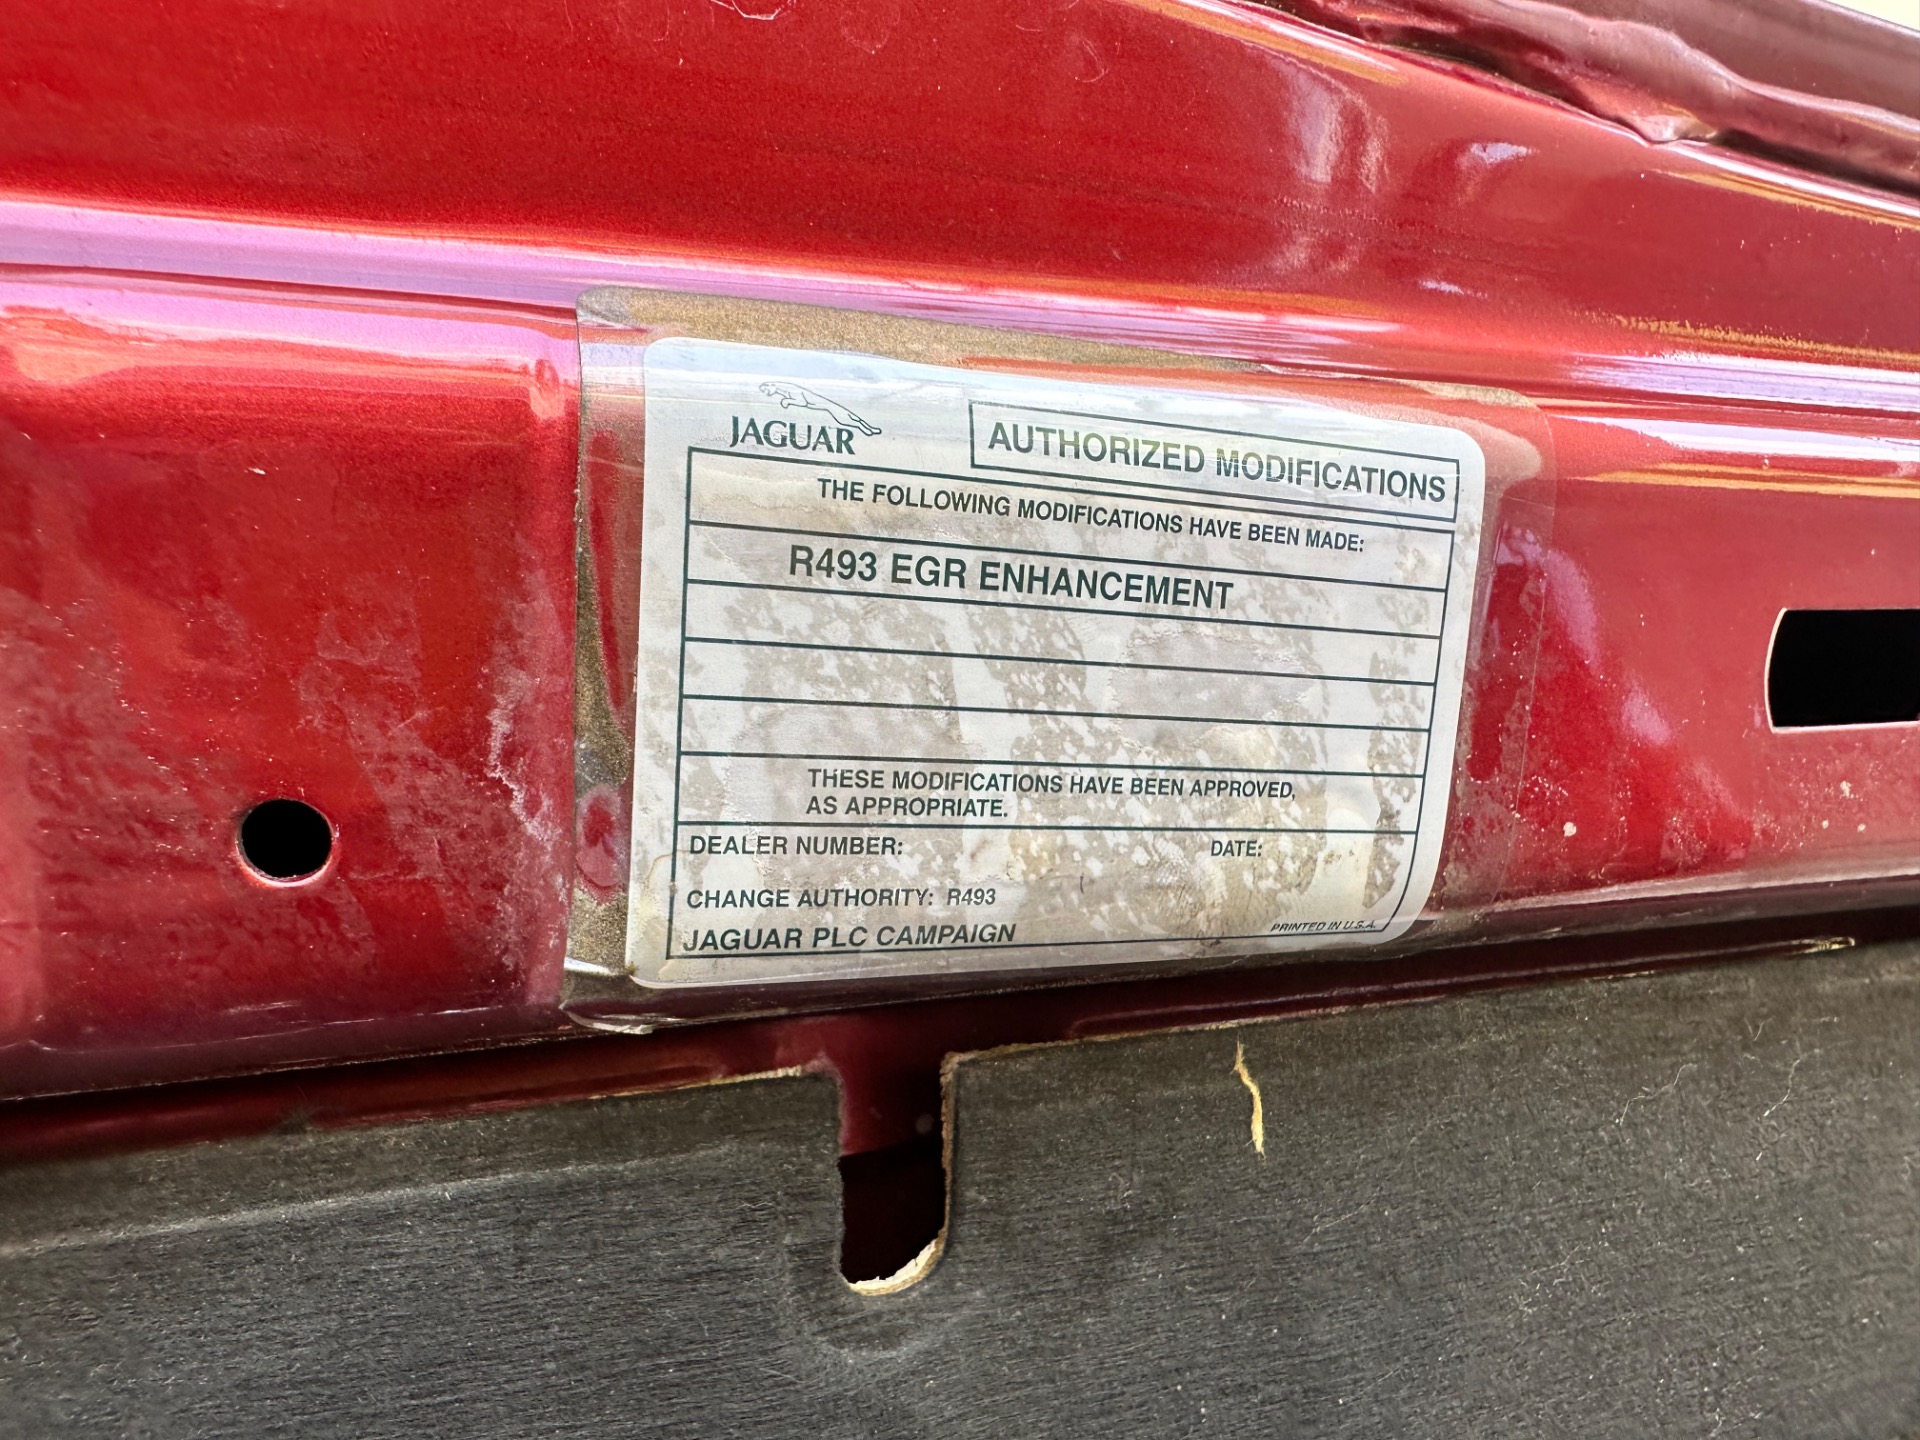 JAGUAR
AUTHORIZED MODIFICATIONS
THE FOLLOWING MODIFICATIONS HAVE BEEN MADE:
R493 EGR ENHANCEMENT
THESE MODIFICATIONS HAVE BEEN APPROVED,
AS APPROPRIATE.
DEALER NUMBER: DATE:
CHANGE AUTHORITY: R493
JAGUAR PLC CAMPAIGN
PRINTED IN U.S.A.